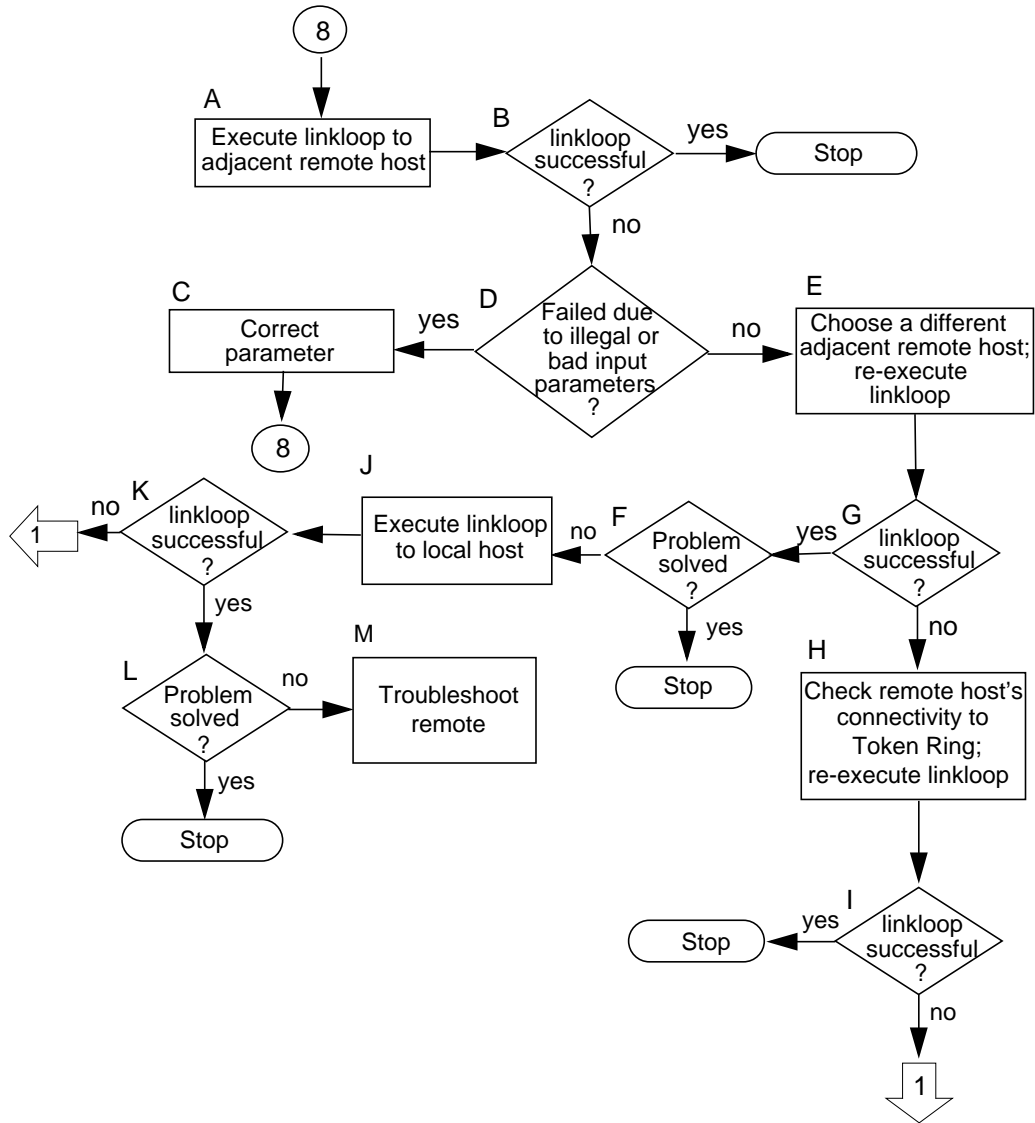 8
A
Execute linkloop to
adjacent remote host
B
linkloop
successful
?
yes
Stop
no
C
Correct
parameter
8
yes
D
Failed due
to illegal or
bad input
parameters
?
no
E
Choose a different
adjacent remote host;
re-execute
linkloop
1
no
K
linkloop
successful
?
yes
J
Execute linkloop
to local host
no
F
Problem
solved
?
yes
Stop
yes
G
linkloop
successful
?
no
L
Problem
solved
?
no
yes
Stop
M
Troubleshoot
remote
H
Check remote host’s
connectivity to
Token Ring;
re-execute linkloop
I
linkloop
successful
?
yes
Stop
no
1